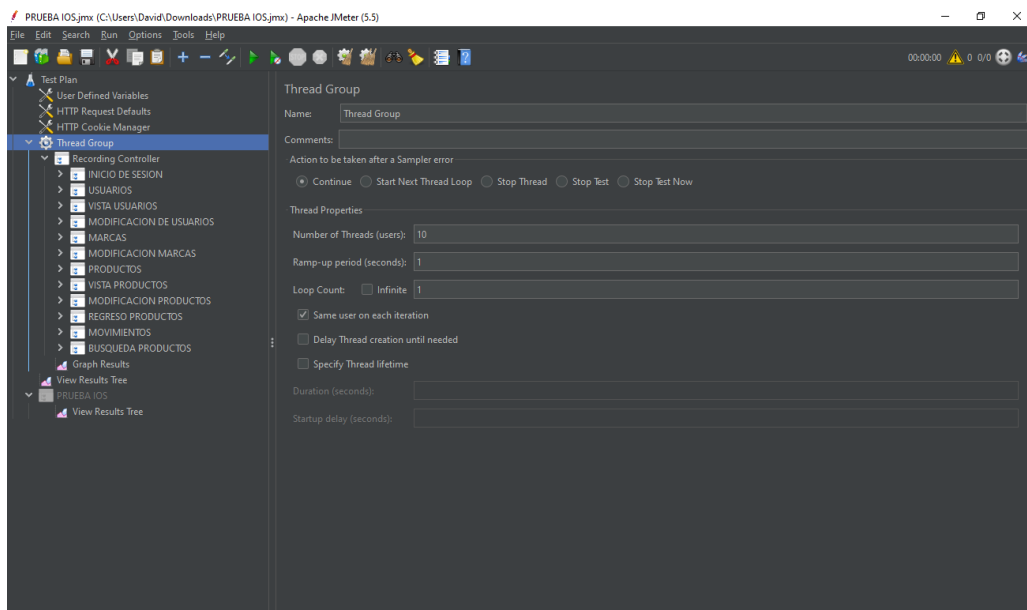 PRUEBA IOS.jmx (C:\Users\David\Downloads\PRUEBA IOS.jmx) - Apache JMeter (5.5)
File Edit Search Run Options Tools Help
00:00:00 0 0/0
Test Plan
User Defined Variables
HTTP Request Defaults
HTTP Cookie Manager
Thread Group
Recording Controller
INICIO DE SESION
USUARIOS
VISTA USUARIOS
MODIFICACION DE USUARIOS
MARCAS
MODIFICACION MARCAS
PRODUCTOS
VISTA PRODUCTOS
MODIFICACION PRODUCTOS
REGRESO PRODUCTOS
MOVIMIENTOS
BUSQUEDA PRODUCTOS
Graph Results
View Results Tree
PRUEBA IOS
View Results Tree
Thread Group
Name: Thread Group
Comments:
Action to be taken after a Sampler error
Continue Start Next Thread Loop Stop Thread Stop Test Stop Test Now
Thread Properties
Number of Threads (users): 10
Ramp-up period (seconds): 1
Loop Count: Infinite 1
Same user on each iteration
Delay Thread creation until needed
Specify Thread lifetime
Duration (seconds):
Startup delay (seconds):